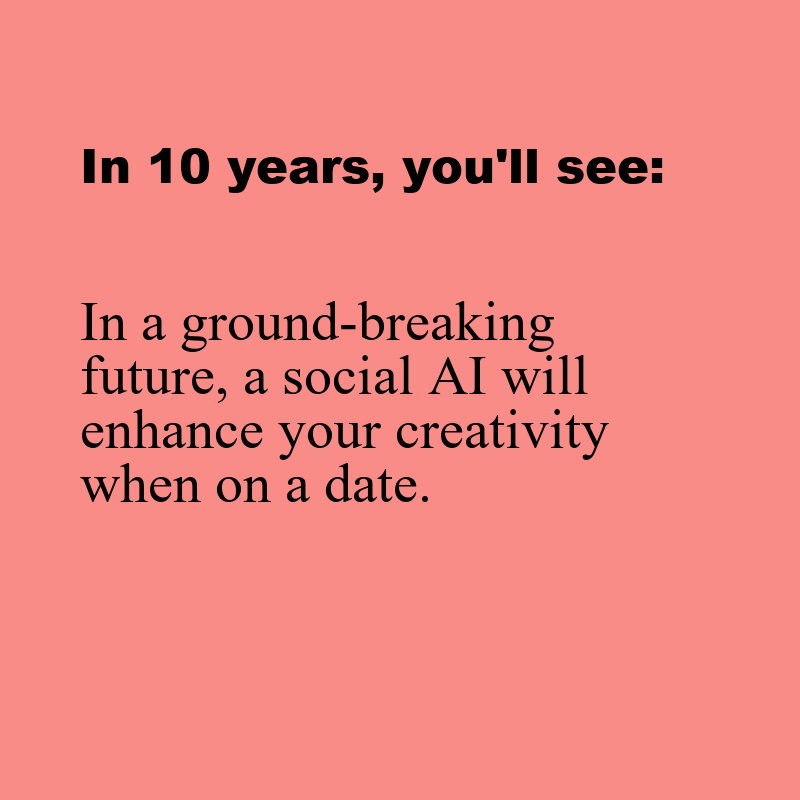 In 10 years, you'll see:
In a ground-breaking
future, a social AI will
enhance your creativity
when on a date.